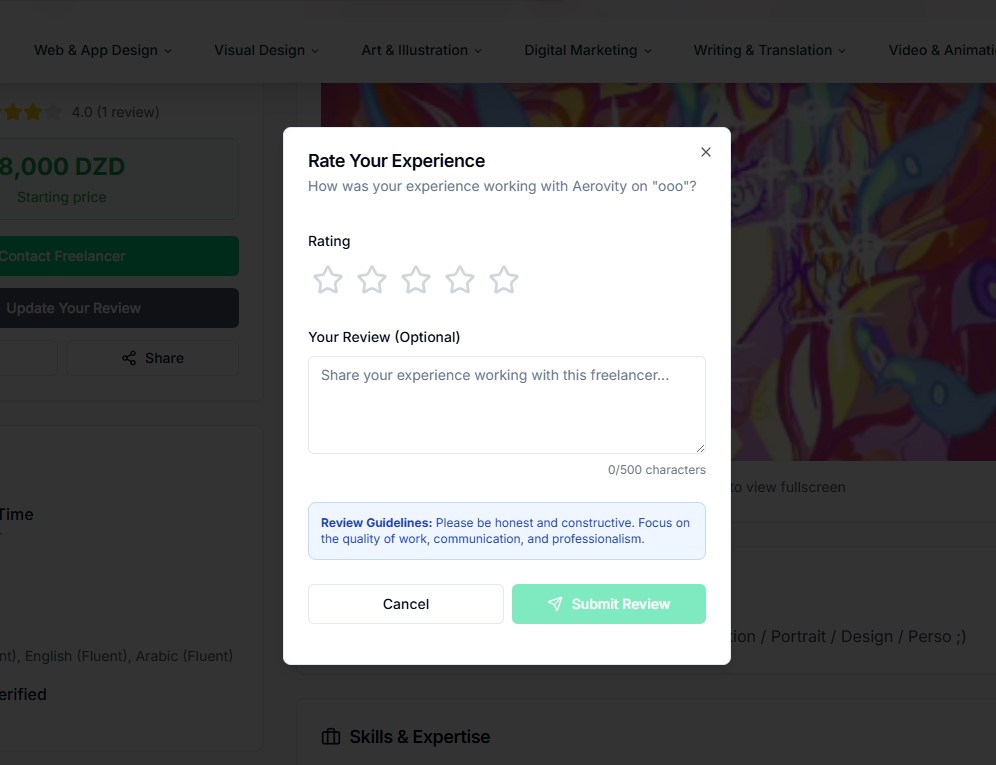 Web & App Design
Visual Design
Art & Illustration
Digital Marketing
Writing & Translation
Video & Animati
4.0 (1 review)
8,000 DZD
Starting price
Contact Freelancer
Update Your Review
Share
Time
nt), English (Fluent), Arabic (Fluent)
erified
Rate Your Experience
How was your experience working with Aerovity on "ooo"?
Rating
Your Review (Optional)
Share your experience working with this freelancer...
0/500 characters
Review Guidelines: Please be honest and constructive. Focus on
the quality of work, communication, and professionalism.
Cancel
Submit Review
to view fullscreen
tion / Portrait / Design / Perso ;)
Skills & Expertise